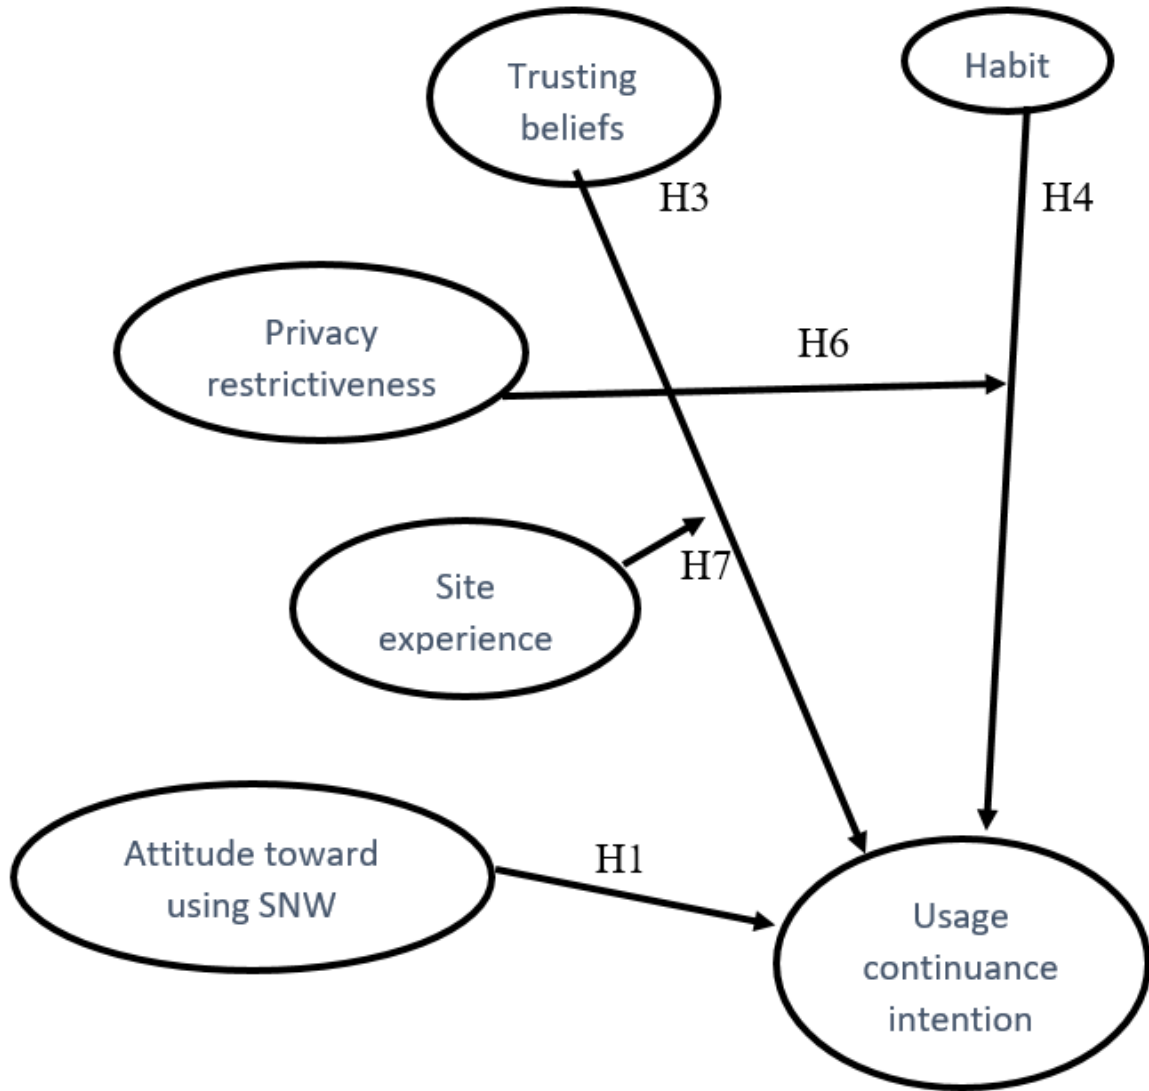 Trusting
beliefs
Habit
H3
H4
Privacy
restrictiveness
H6
Site
experience
H7
Attitude toward
using SNW
H1
Usage
continuance
intention